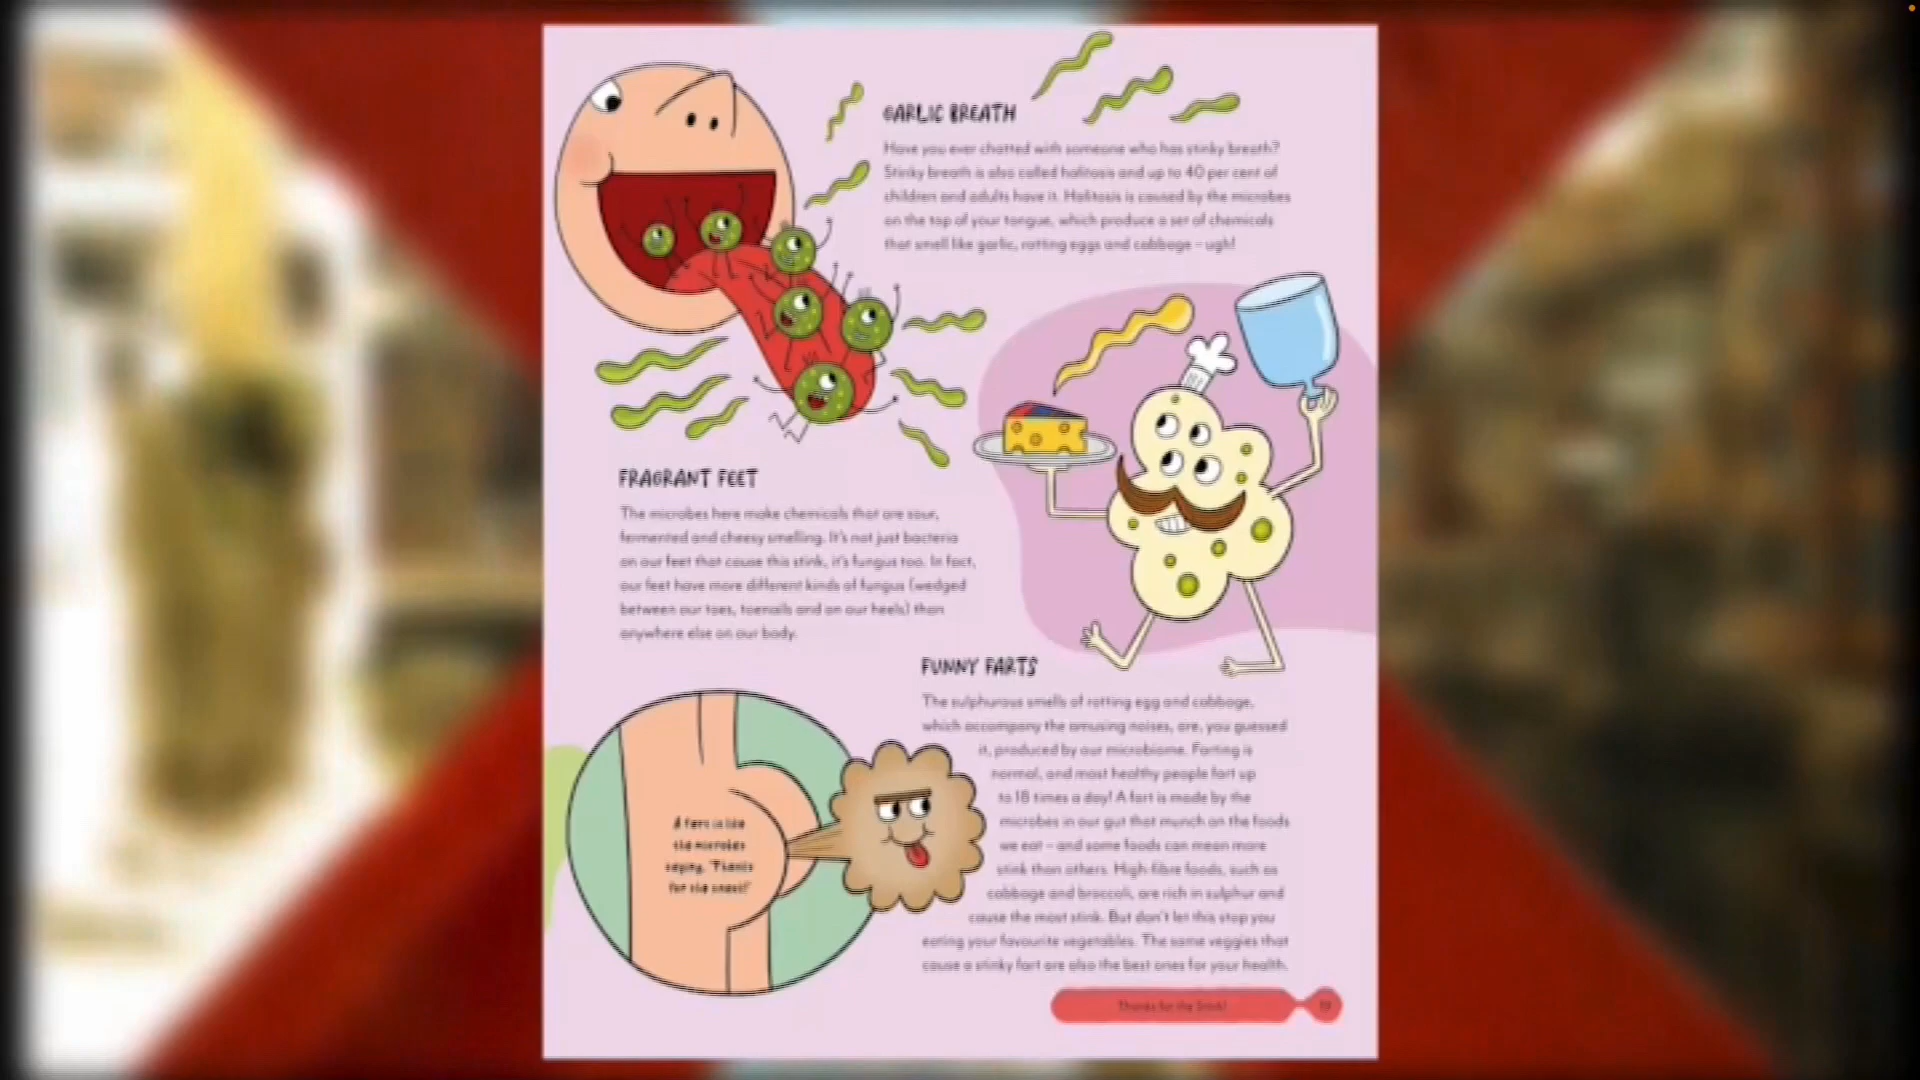 GARLIC BREATH
Have you ever chatted with someone who has stinky breath?
Stinky breath is also called halitosis and up to 40 per cent of
children and adults have it. Halitosis is caused by the microbes
on the top of your tongue, which produce a set of chemicals
that smell like garlic, rotting eggs and cabbage – ugh!
FRAGRANT FEET
The microbes here make chemicals that are sour,
fermented and cheesy smelling. It's not just bacteria
on our feet that cause this stink, it's fungus too. In fact,
our feet have more different kinds of fungus (wedged
between our toes, toenails and on our heels) than
anywhere else on our body.
FUNNY FARTS
The sulphurous smells of rotting egg and cabbage,
which accompany the amusing noises, are, you guessed
it, produced by our microbiome. Farting is
normal, and most healthy people fart up
to 18 times a day! A fart is made by the
microbes in our gut that munch on the foods
we eat – and some foods can mean more
stink than others. High-fibre foods, such as
cabbage and broccoli, are rich in sulphur and
cause the most stink. But don't let this stop you
eating your favourite vegetables. The same veggies that
cause a stinky fart are also the best ones for your health.
A fart is like
the microbes
saying, 'Thanks
for the snack!'
Thanks for the Stink!